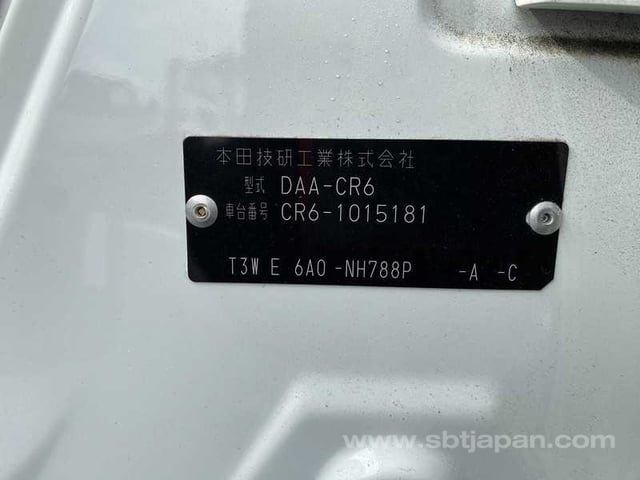 本田技研工業株式会社
型式 DAA-CR6
車台番号 CR6-1015181
T3W E 6A0-NH788P -A -C
www.sbtjapan.com